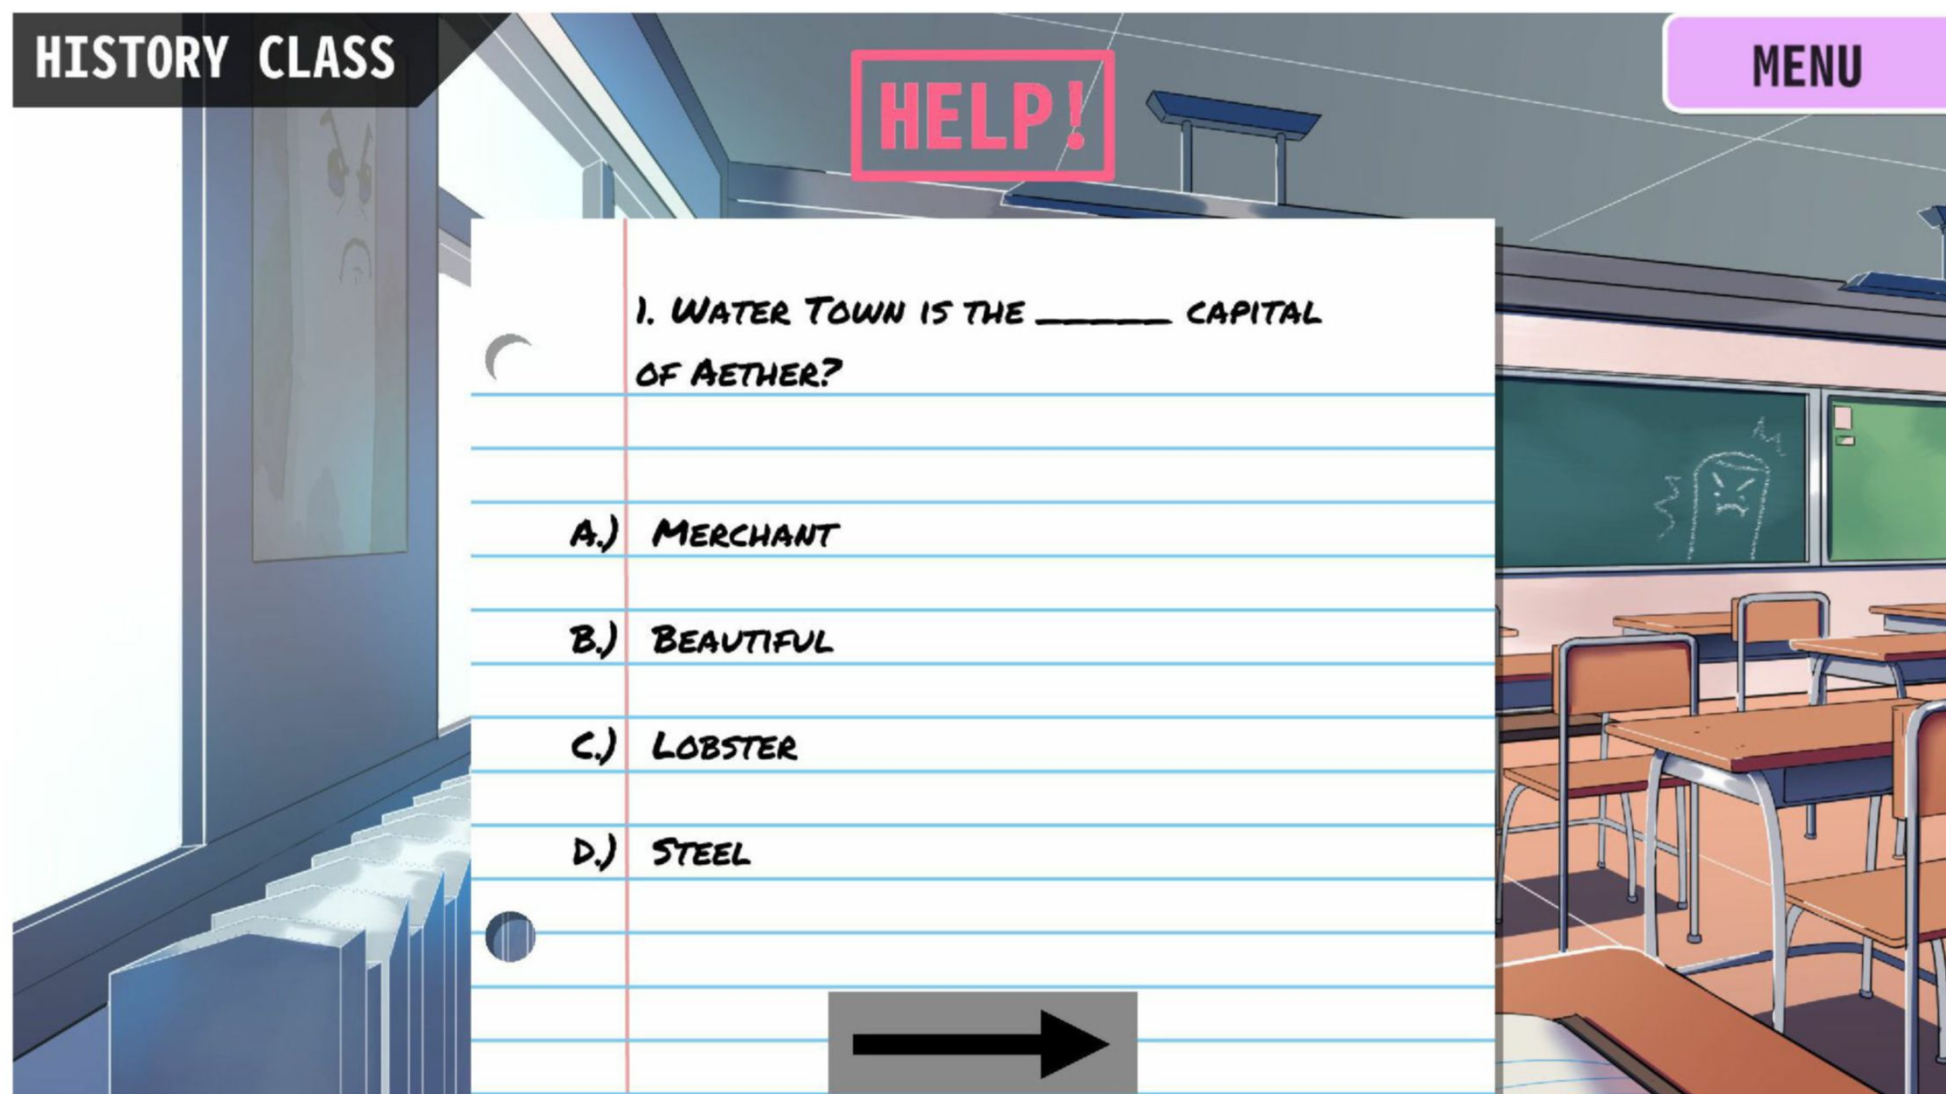 HISTORY CLASS
HELP!
MENU
1. WATER TOWN IS THE ______ CAPITAL
OF AETHER?
A.) MERCHANT
B.) BEAUTIFUL
C.) LOBSTER
D.) STEEL